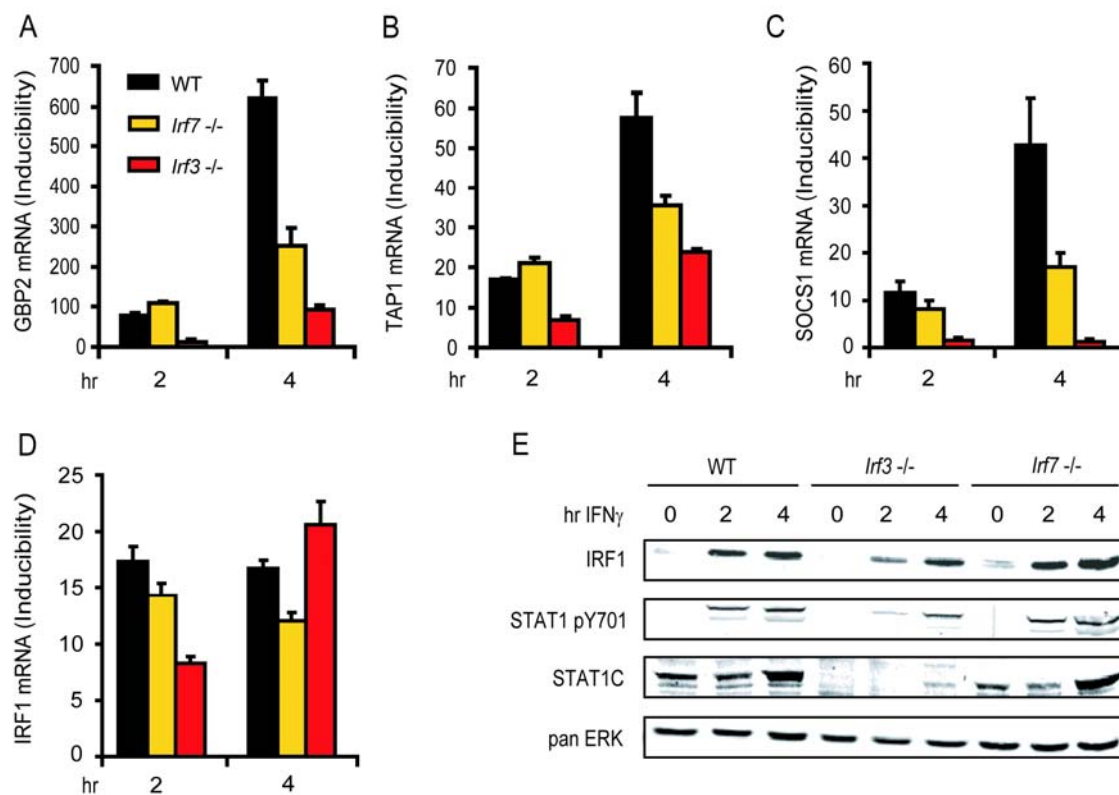 A
GBP2 mRNA (Inducibility)
700
600
500
400
300
200
100
0
WT
Irf7 -/-
Irf3 -/-
hr 2 4
B
TAP1 mRNA (Inducibility)
70
60
50
40
30
20
10
0
hr 2 4
C
SOCS1 mRNA (Inducibility)
60
50
40
30
20
10
0
hr 2 4
D
IRF1 mRNA (Inducibility)
25
20
15
10
5
0
hr 2 4
E
WT Irf3 -/- Irf7 -/-
hr IFNγ 0 2 4 0 2 4 0 2 4
IRF1
STAT1 pY701
STAT1C
pan ERK